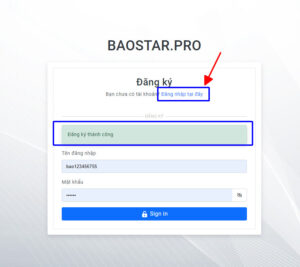 BAOSTAR.PRO
Đăng ký
Bạn chưa có tài khoản? Đăng nhập tại đây
ĐĂNG KÝ
Đăng ký thành công
Tên đăng nhập
bao123456755
Mật khẩu
••••••
Sign in